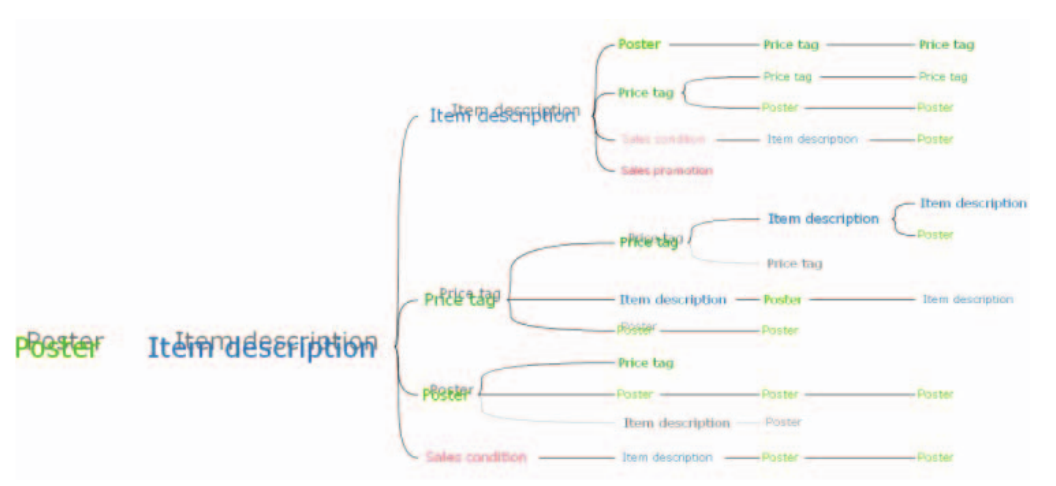 Poster Price tag Price tag
Price tag Price tag
Item description Item description Price tag Poster Poster
Sales condition Item description Poster
Sales promotion
Item description
Item description
Price tag Price tag Poster
Price tag
Price tag Price tag Item description Poster Item description
Poster Poster Poster
Poster Poster Item description Item description Price tag
Poster Poster Poster Poster Poster Poster
Item description Poster
Sales condition Item description Poster Poster